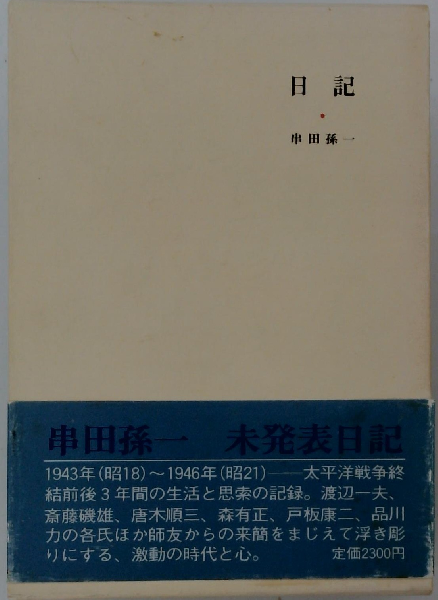 日記
串田孫一
串田孫一 未発表日記
1943年(昭18)～1946年(昭21)――太平洋戦争終
結前後3年間の生活と思索の記録。渡辺一夫、
斎藤磯雄、唐木順三、森有正、戸板康二、品川
力の各氏ほか師友からの来簡をまじえて浮き彫
りにする、激動の時代と心。 定価2300円